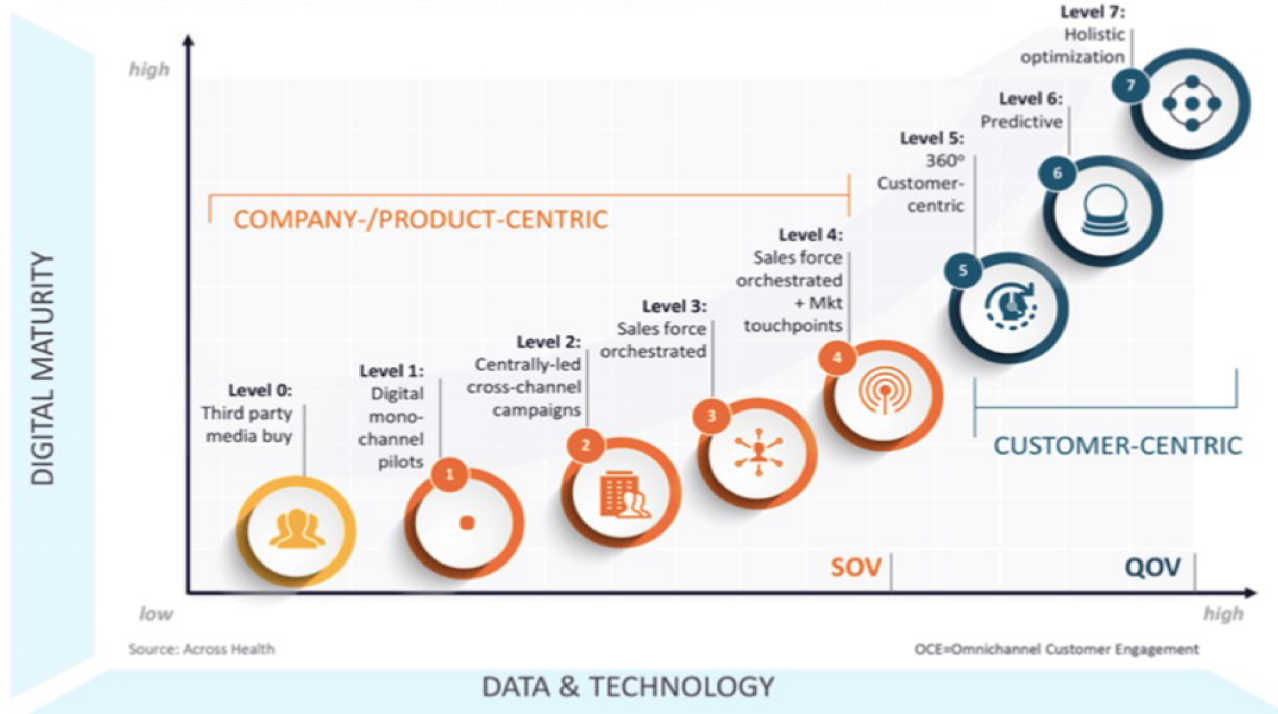 high
DIGITAL MATURITY
COMPANY-/PRODUCT-CENTRIC
Level 0:
Third party
media buy
Level 1:
Digital
mono-
channel
pilots
1
Level 2:
Centrally-led
cross-channel
campaigns
2
Level 3:
Sales force
orchestrated
3
Level 4:
Sales force
orchestrated
+ Mkt
touchpoints
4
Level 5:
360°
Customer-
centric
5
Level 6:
Predictive
6
Level 7:
Holistic
optimization
7
CUSTOMER-CENTRIC
SOV
QOV
low
high
Source: Across Health
OCE=Omnichannel Customer Engagement
DATA & TECHNOLOGY